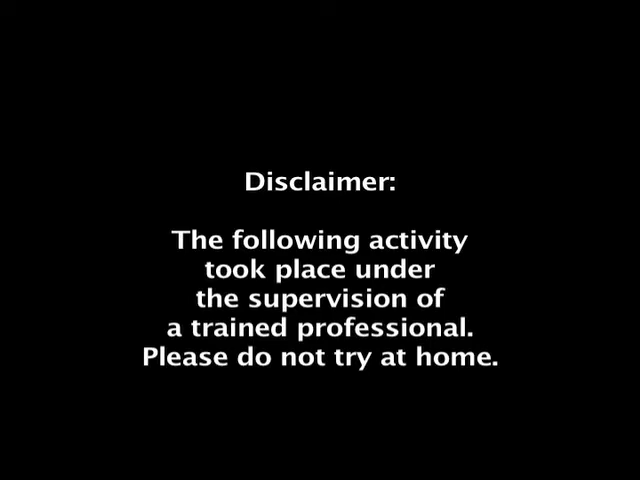 Disclaimer:
The following activity
took place under
the supervision of
a trained professional.
Please do not try at home.